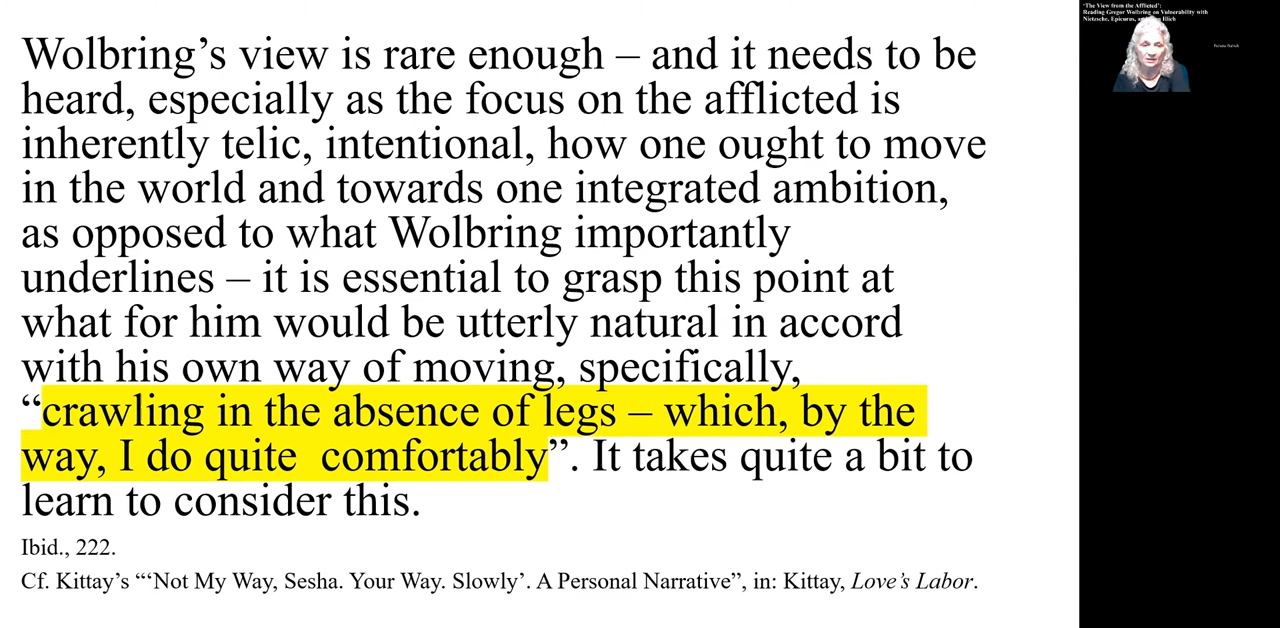 Wolbring’s view is rare enough – and it needs to be
heard, especially as the focus on the afflicted is
inherently telic, intentional, how one ought to move
in the world and towards one integrated ambition,
as opposed to what Wolbring importantly
underlines – it is essential to grasp this point at
what for him would be utterly natural in accord
with his own way of moving, specifically,
“crawling in the absence of legs – which, by the
way, I do quite  comfortably”. It takes quite a bit to
learn to consider this.
Ibid., 222.
Cf. Kittay’s “‘Not My Way, Sesha. Your Way. Slowly’. A Personal Narrative”, in: Kittay, Love’s Labor.
‘The View from the Afflicted’:
Reading Gregor Wolbring on Vulnerability with
Nietzsche, Epicurus, Illich